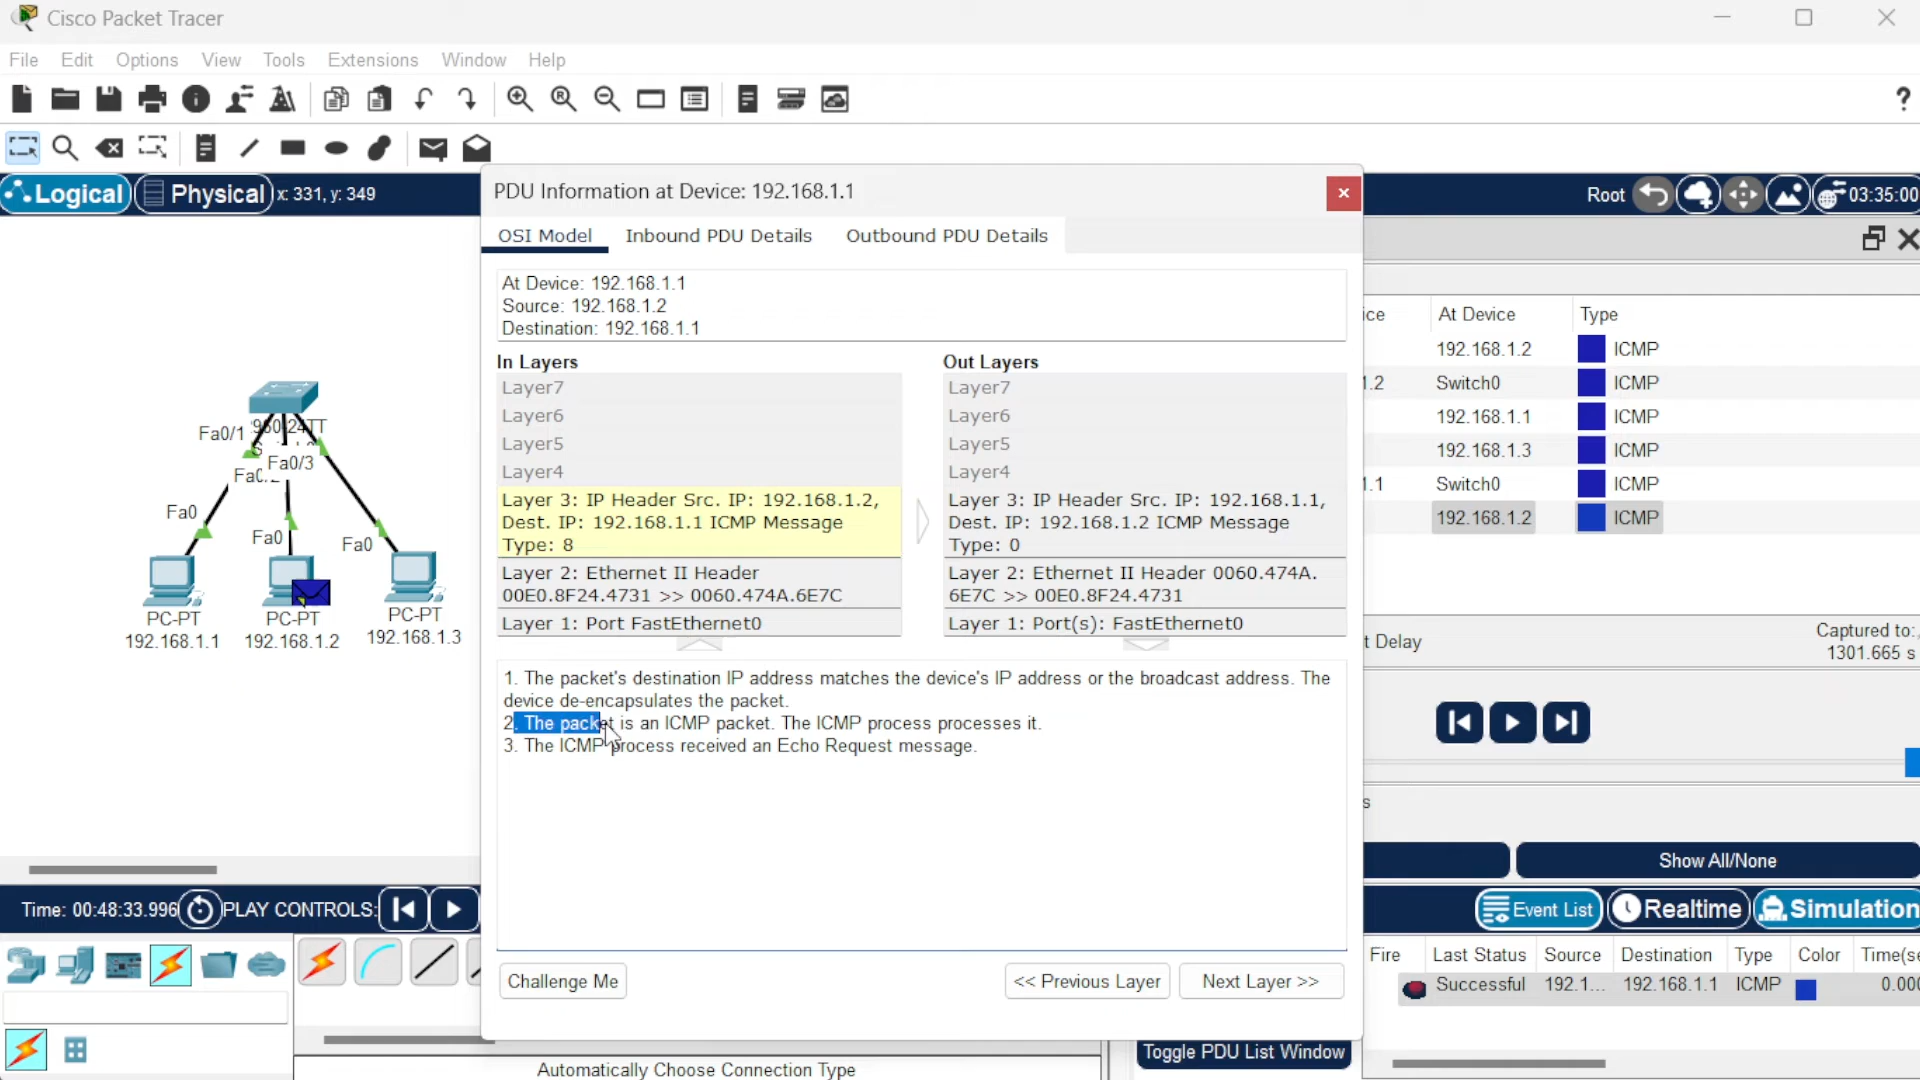 Cisco Packet Tracer
File Edit Options View Tools Extensions Window Help
?
Logical Physical x: 331, y: 349
Root 03:35:00
PDU Information at Device: 192.168.1.1
OSI Model Inbound PDU Details Outbound PDU Details
At Device: 192.168.1.1
Source: 192.168.1.2
Destination: 192.168.1.1
In Layers
Layer7
Layer6
Layer5
Layer4
Layer 3: IP Header Src. IP: 192.168.1.2,
Dest. IP: 192.168.1.1 ICMP Message
Type: 8
Layer 2: Ethernet II Header
00E0.8F24.4731 >> 0060.474A.6E7C
Layer 1: Port FastEthernet0
Out Layers
Layer7
Layer6
Layer5
Layer4
Layer 3: IP Header Src. IP: 192.168.1.1,
Dest. IP: 192.168.1.2 ICMP Message
Type: 0
Layer 2: Ethernet II Header 0060.474A.
6E7C >> 00E0.8F24.4731
Layer 1: Port(s): FastEthernet0
1. The packet's destination IP address matches the device's IP address or the broadcast address. The
device de-encapsulates the packet.
2. The packet is an ICMP packet. The ICMP process processes it.
3. The ICMP process received an Echo Request message.
Challenge Me
<< Previous Layer
Next Layer >>
Fa0/1
Fa0/3
Fa0
Fa0
Fa0
PC-PT
192.168.1.1
PC-PT
192.168.1.2
PC-PT
192.168.1.3
ice At Device Type
192.168.1.2 ICMP
1.2 Switch0 ICMP
192.168.1.1 ICMP
192.168.1.3 ICMP
1.1 Switch0 ICMP
192.168.1.2 ICMP
t Delay
Captured to:
1301.665 s
s
Show All/None
Time: 00:48:33.996 PLAY CONTROLS:
Event List Realtime Simulation
Fire Last Status Source Destination Type Color Time(se
Successful 192.1... 192.168.1.1 ICMP 0.000
Toggle PDU List Window
Automatically Choose Connection Type